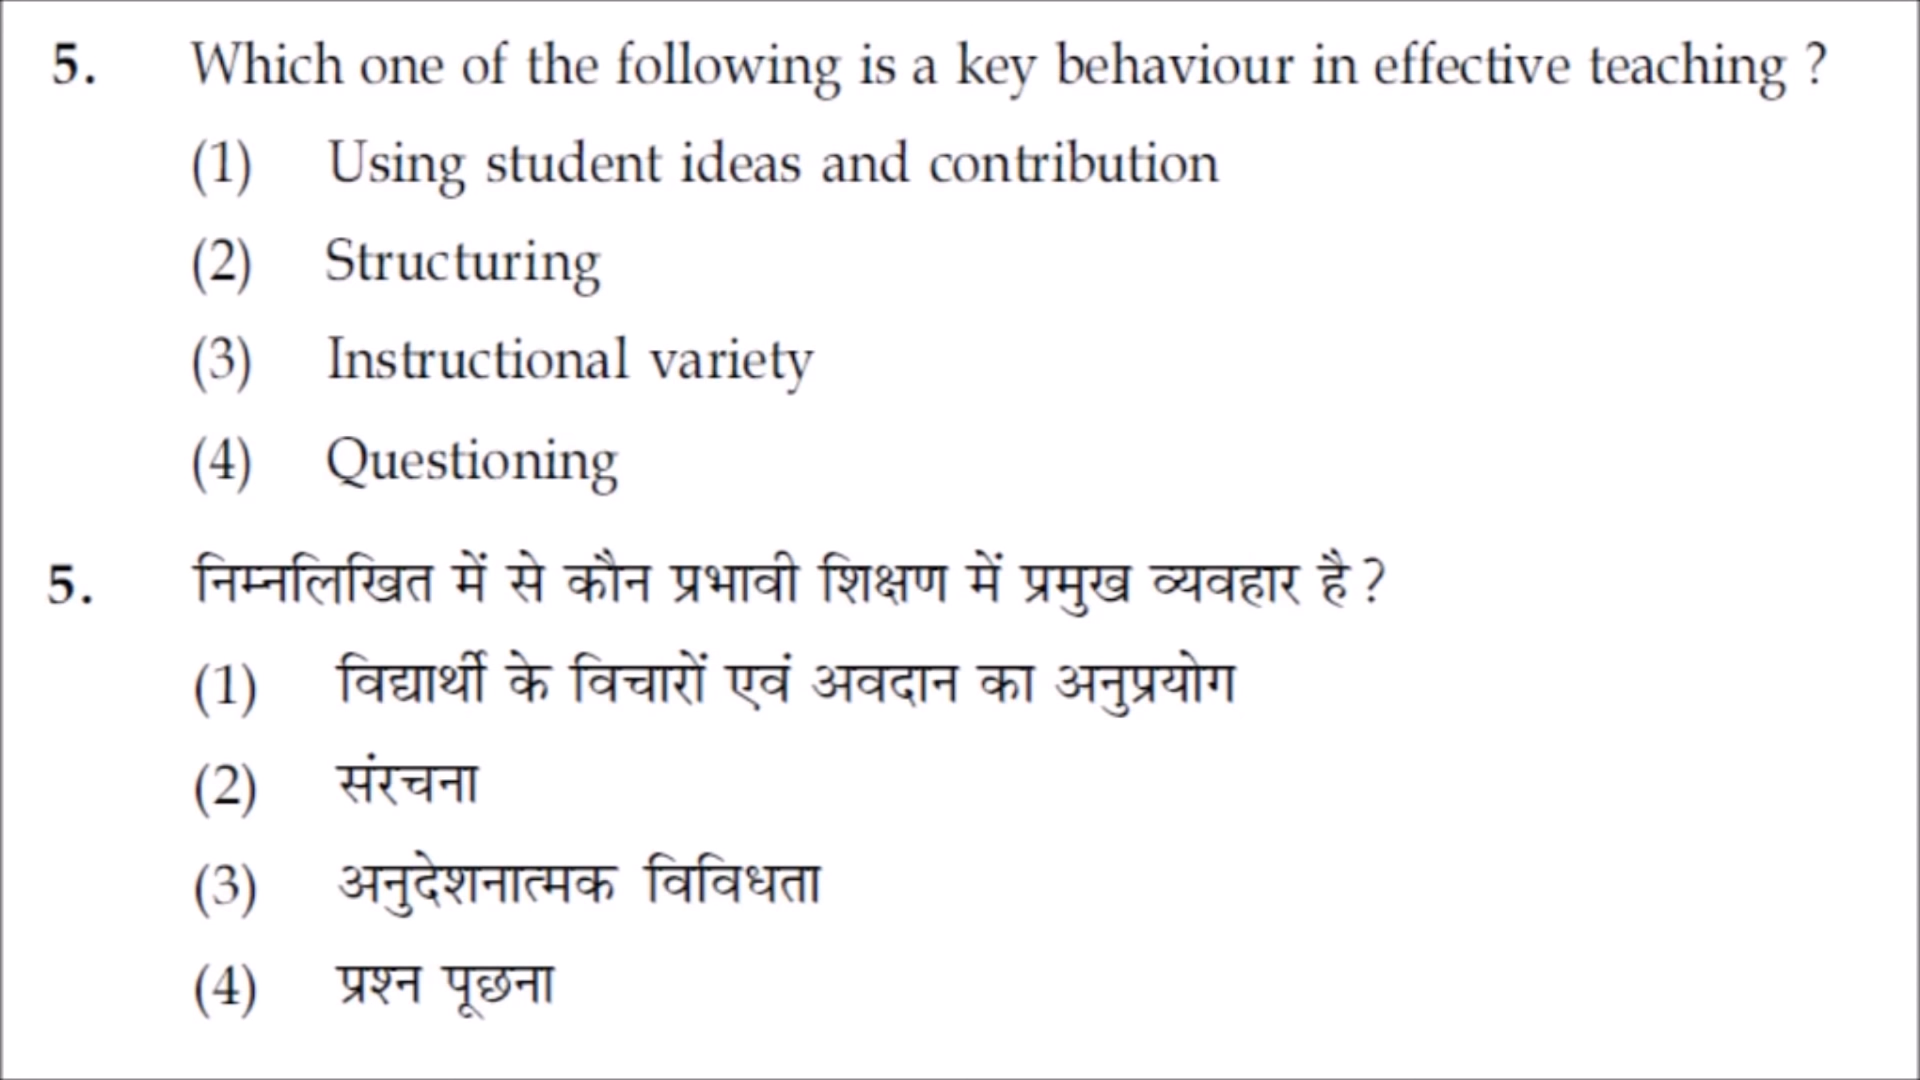 5. Which one of the following is a key behaviour in effective teaching ?
(1) Using student ideas and contribution
(2) Structuring
(3) Instructional variety
(4) Questioning
5. निम्नलिखित में से कौन प्रभावी शिक्षण में प्रमुख व्यवहार है ?
(1) विद्यार्थी के विचारों एवं अवदान का अनुप्रयोग
(2) संरचना
(3) अनुदेशनात्मक विविधता
(4) प्रश्न पूछना